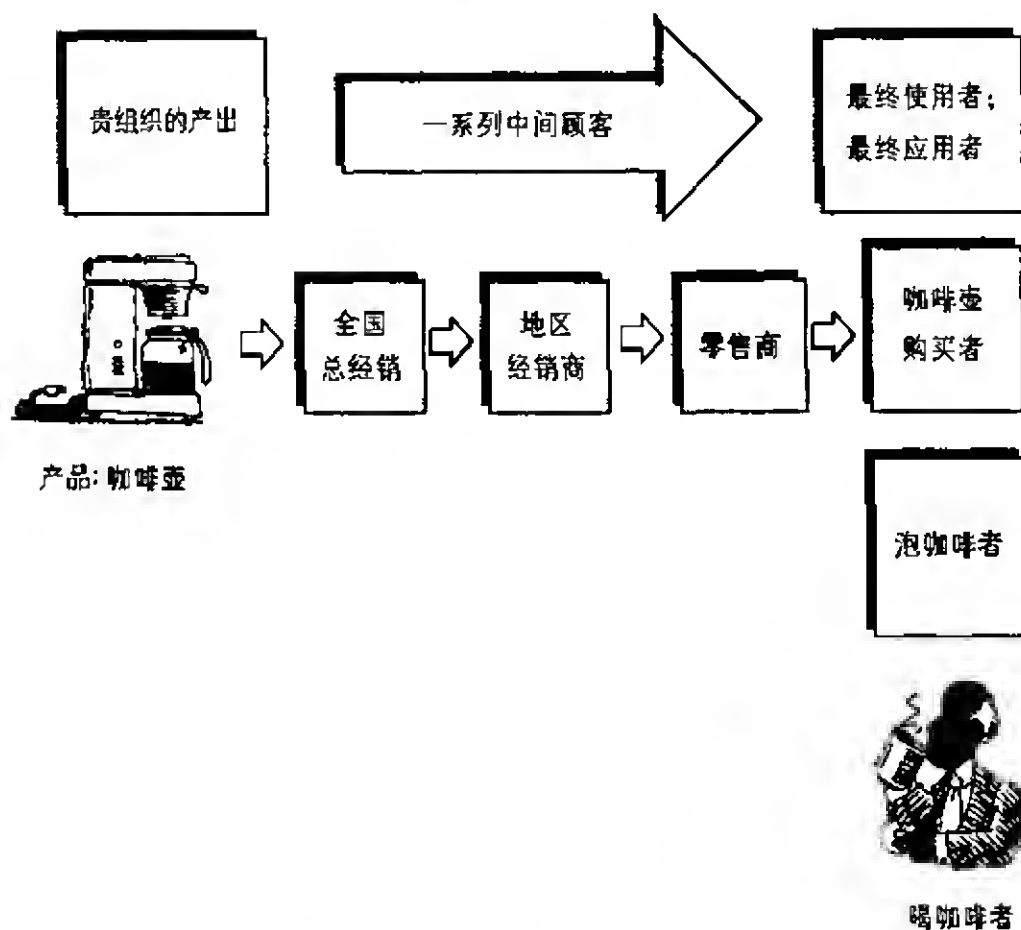 贵组织的产出
一系列中间顾客
最终使用者；
最终应用者
全国
总经销
地区
经销商
零售商
咖啡壶
购买者
产品：咖啡壶
泡咖啡者
喝咖啡者